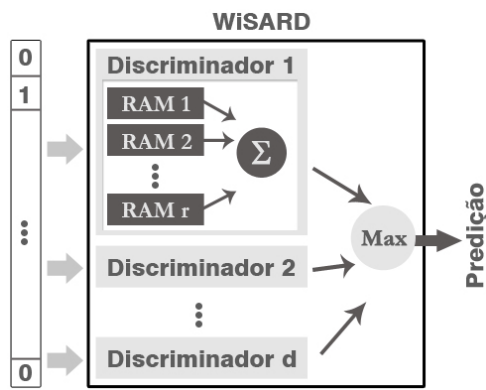 WiSARD
0
1
⋮
0
Discriminador 1
RAM 1
RAM 2
⋮
RAM r
Σ
Discriminador 2
⋮
Discriminador d
Max
Predição